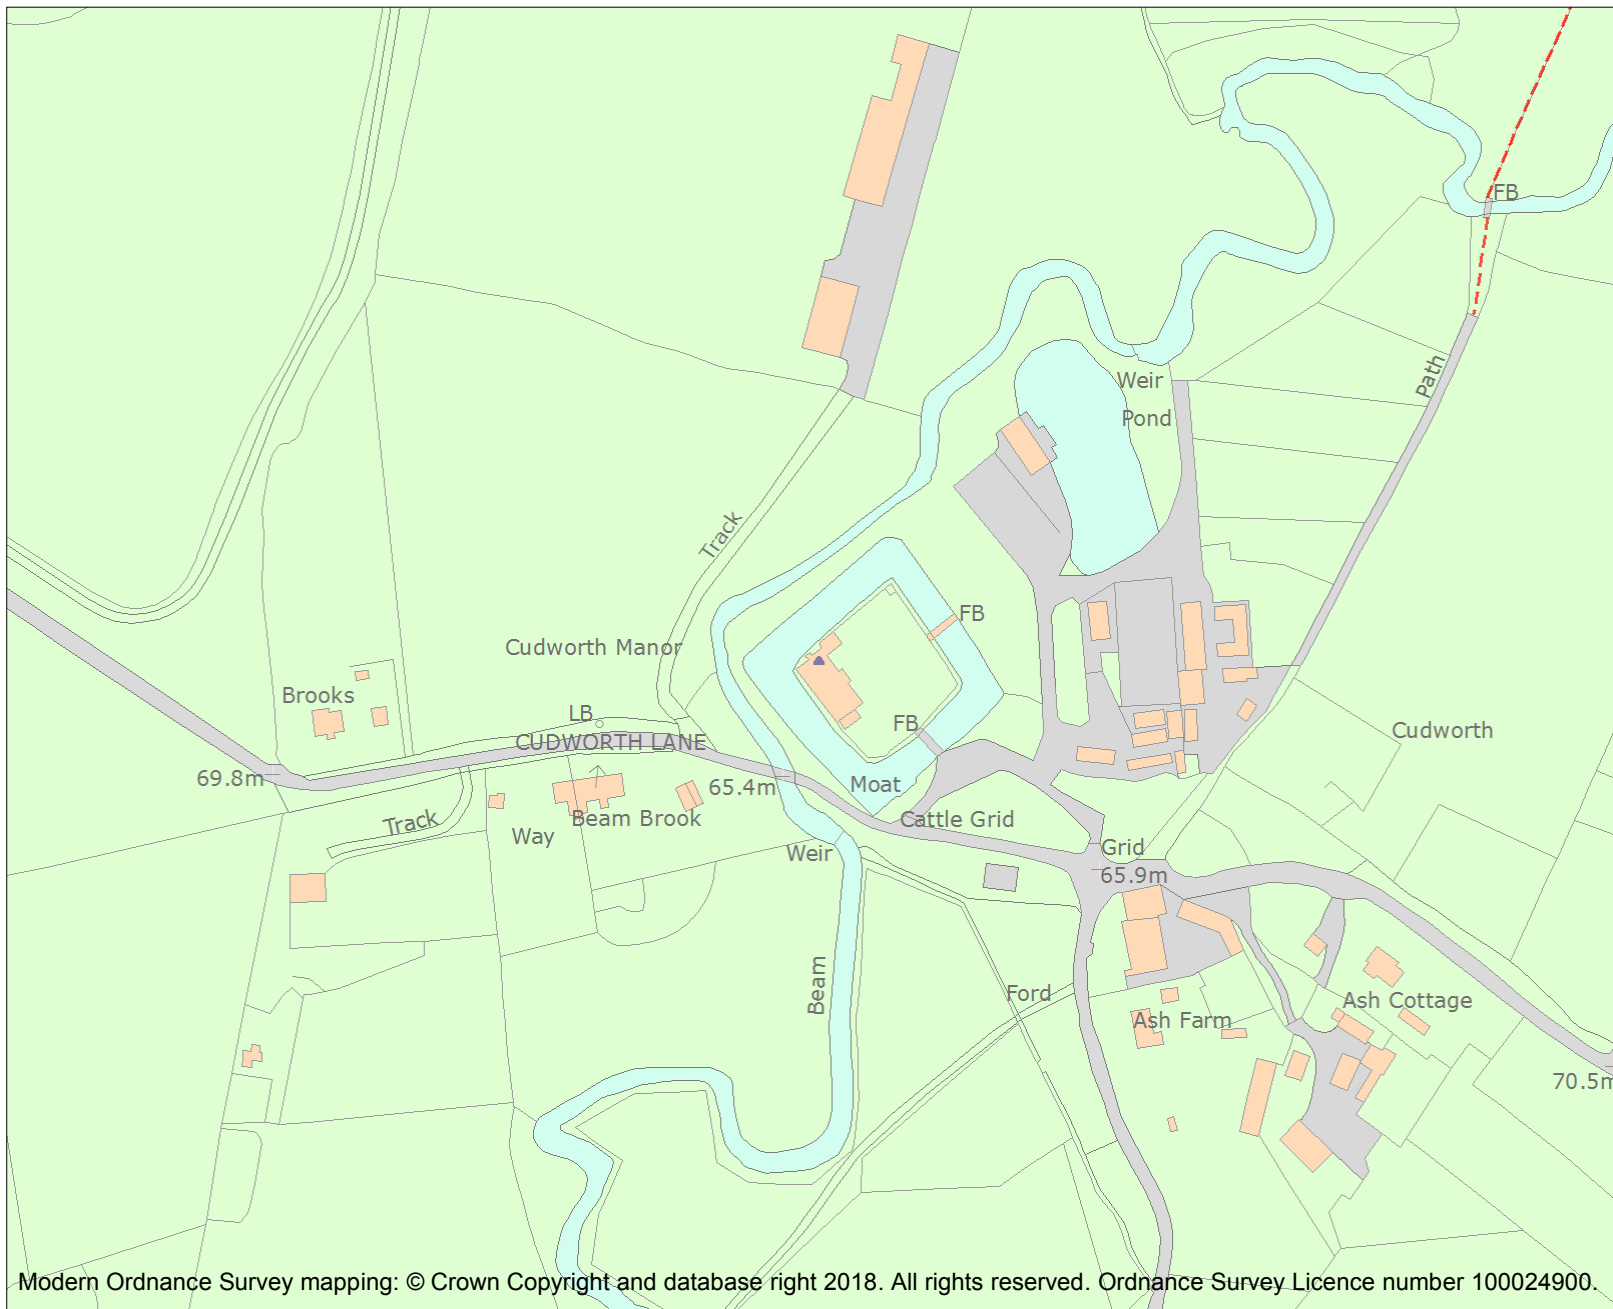 FB
Weir
Path
Pond
Track
FB
Cudworth Manor
Brooks
LB
FB
Cudworth
CUDWORTH LANE
69.8m
65.4m
Moat
Track
Beam Brook
Cattle Grid
Way
Weir
Grid
65.9m
Beam
Ford
Ash Cottage
Ash Farm
70.5m
Modern Ordnance Survey mapping: © Crown Copyright and database right 2018. All rights reserved. Ordnance Survey Licence number 100024900.